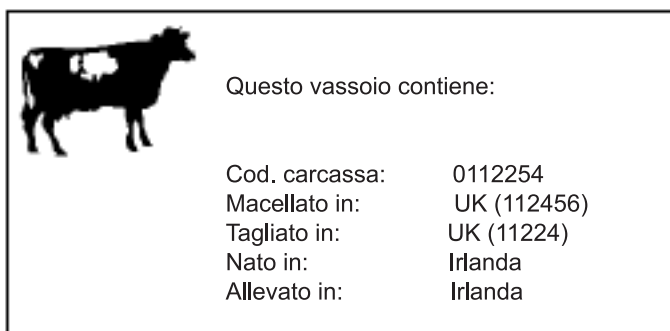 Questo vassoio contiene:
Cod. carcassa: 0112254
Macellato in: UK (112456)
Tagliato in: UK (11224)
Nato in: Irlanda
Allevato in: Irlanda